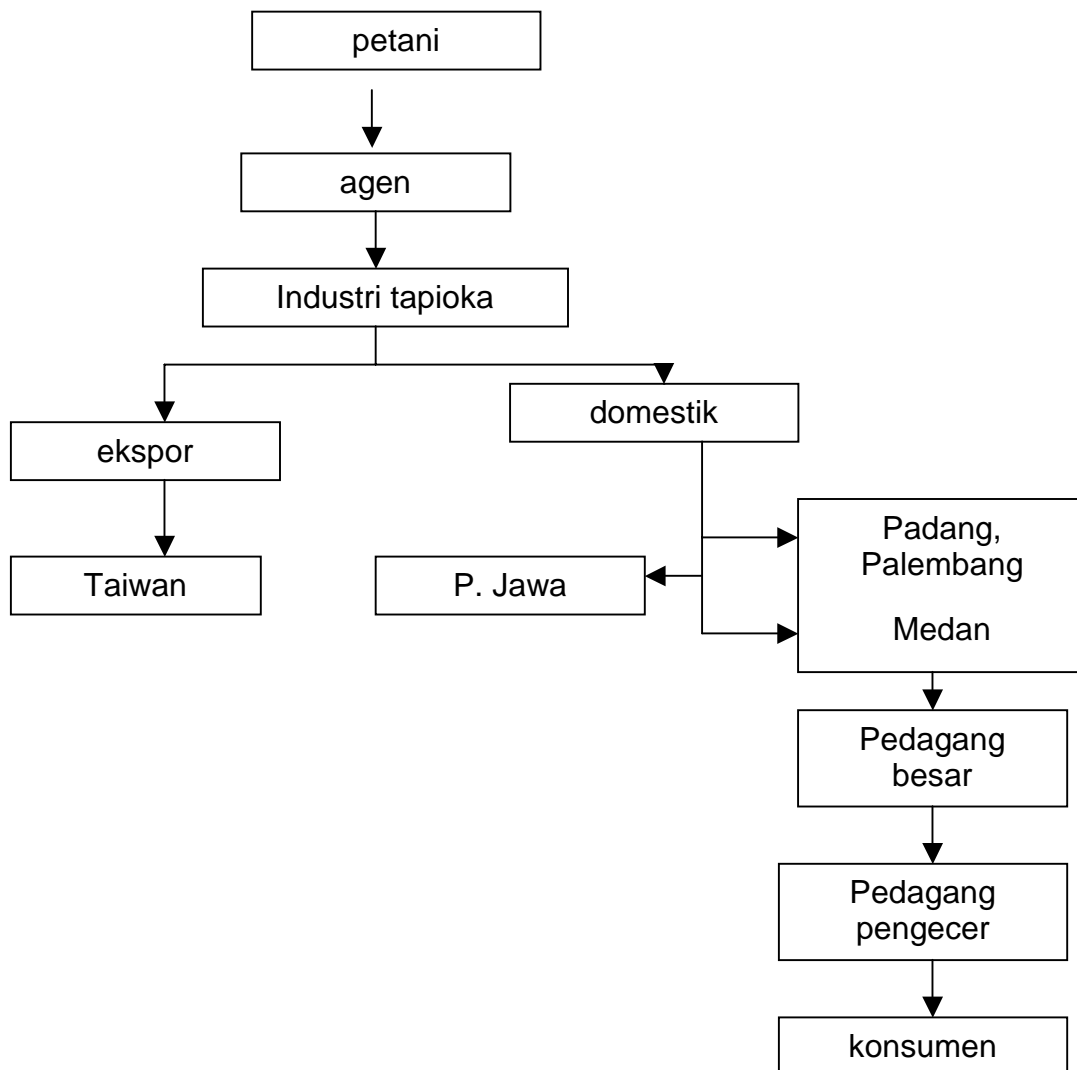 petani
agen
Industri tapioka
domestik
ekspor
Padang,
Palembang
Medan
Taiwan
P. Jawa
Pedagang
besar
Pedagang
pengecer
konsumen